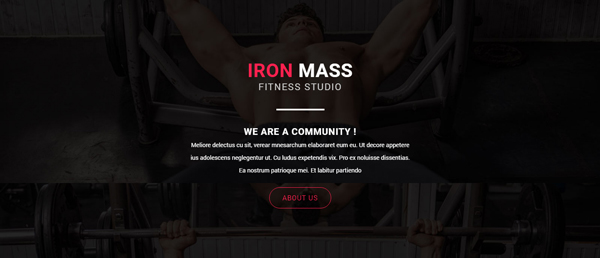 IRON MASS
FITNESS STUDIO
WE ARE A COMMUNITY !
Meliore delectus cu sit, verear mnesarchum elaboraret eum eu. Ut decore appetere
ius adolescens neglegentur ut. Cu ludus expetendis vix. Pro ex noluisse dissentias.
Ea nostrum patrioque mei. Et labitur partiendo
ABOUT US